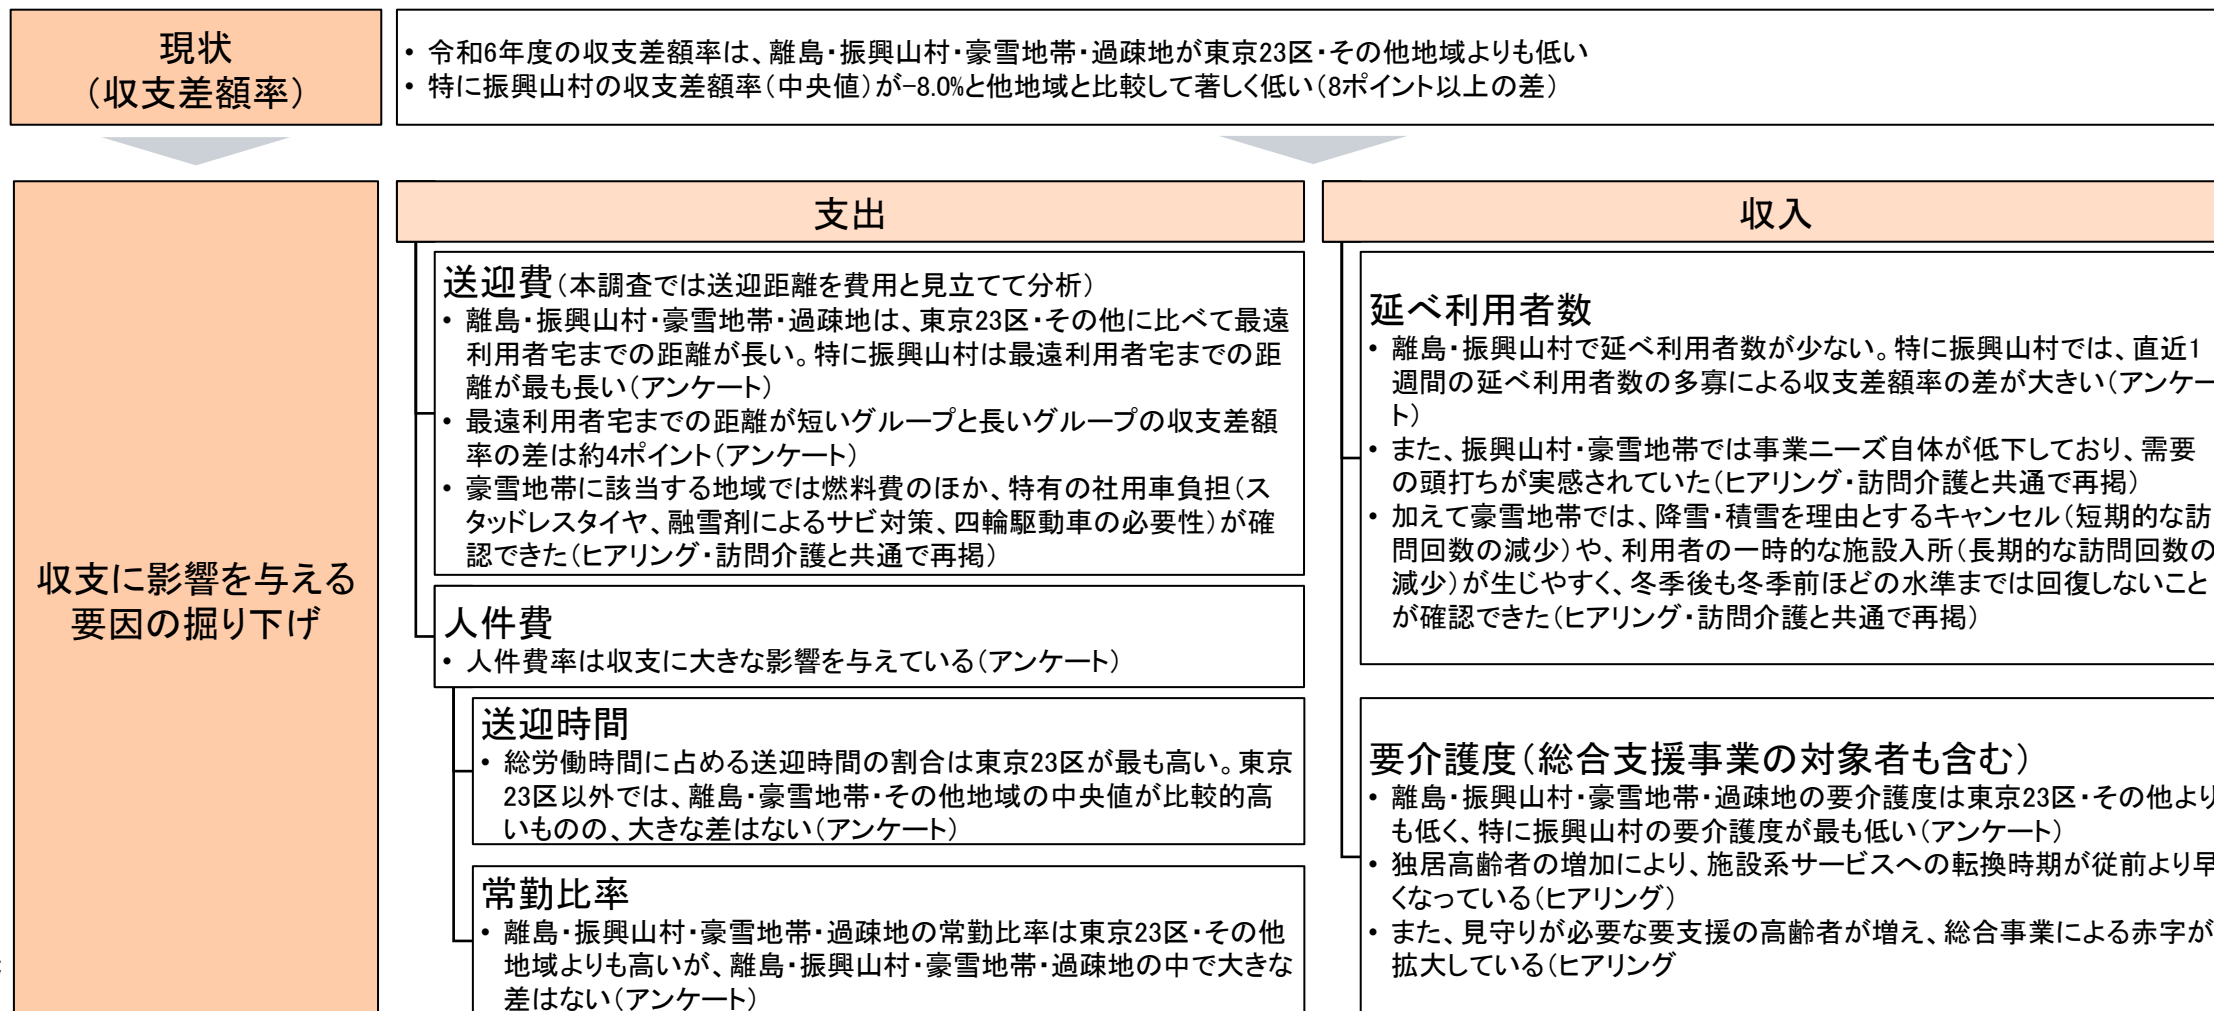 現状
（収支差額率）
• 令和6年度の収支差額率は、離島・振興山村・豪雪地帯・過疎地が東京23区・その他地域よりも低い
• 特に振興山村の収支差額率（中央値）が-8.0%と他地域と比較して著しく低い（8ポイント以上の差）
収支に影響を与える
要因の掘り下げ
支出
送迎費（本調査では送迎距離を費用と見立てて分析）
• 離島・振興山村・豪雪地帯・過疎地は、東京23区・その他に比べて最遠
利用者宅までの距離が長い。特に振興山村は最遠利用者宅までの距
離が最も長い（アンケート）
• 最遠利用者宅までの距離が短いグループと長いグループの収支差額
率の差は約4ポイント（アンケート）
• 豪雪地帯に該当する地域では燃料費のほか、特有の社用車負担（ス
タッドレスタイヤ、融雪剤によるサビ対策、四輪駆動車の必要性）が確
認できた（ヒアリング・訪問介護と共通で再掲）
人件費
• 人件費率は収支に大きな影響を与えている（アンケート）
送迎時間
• 総労働時間に占める送迎時間の割合は東京23区が最も高い。東京
23区以外では、離島・豪雪地帯・その他地域の中央値が比較的高
いものの、大きな差はない（アンケート）
常勤比率
• 離島・振興山村・豪雪地帯・過疎地の常勤比率は東京23区・その他
地域よりも高いが、離島・振興山村・豪雪地帯・過疎地の中で大きな
差はない（アンケート）
収入
延べ利用者数
• 離島・振興山村で延べ利用者数が少ない。特に振興山村では、直近1
週間の延べ利用者数の多寡による収支差額率の差が大きい（アンケー
ト）
• また、振興山村・豪雪地帯では事業ニーズ自体が低下しており、需要
の頭打ちが実感されていた（ヒアリング・訪問介護と共通で再掲）
• 加えて豪雪地帯では、降雪・積雪を理由とするキャンセル（短期的な訪
問回数の減少）や、利用者の一時的な施設入所（長期的な訪問回数の
減少）が生じやすく、冬季後も冬季前ほどの水準までは回復しないこと
が確認できた（ヒアリング・訪問介護と共通で再掲）
要介護度（総合支援事業の対象者も含む）
• 離島・振興山村・豪雪地帯・過疎地の要介護度は東京23区・その他より
も低く、特に振興山村の要介護度が最も低い（アンケート）
• 独居高齢者の増加により、施設系サービスへの転換時期が従前より早
くなっている（ヒアリング）
• また、見守りが必要な要支援の高齢者が増え、総合事業による赤字が
拡大している（ヒアリング